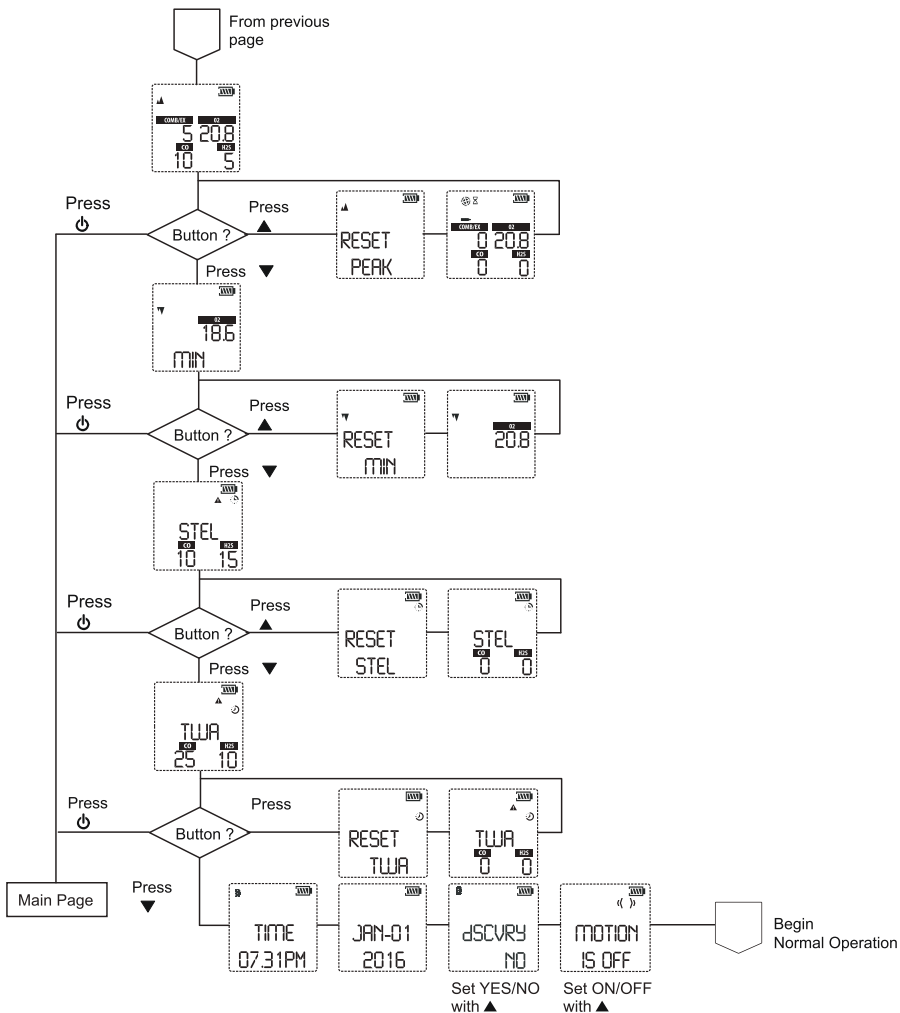 From previous
page
COMB/EX O2
5 20.8
CO H2S
10 5
Press
Button ?
Press ▲
RESET
PEAK
COMB/EX O2
0 20.8
CO H2S
0 0
Press ▼
O2
18.6
MIN
Press
Button ?
Press
▲
RESET
MIN
O2
20.8
Press ▼
STEL
CO H2S
10 15
Press
Button ?
Press
▲
RESET
STEL
STEL
CO H2S
0 0
Press ▼
TWA
CO H2S
25 10
Press
Button ?
Press
RESET
TWA
TWA
CO H2S
0 0
Main Page
Press
▼
TIME
07.31PM
JAN-01
2016
dSCVRY
NO
MOTION
IS OFF
Begin
Normal Operation
Set YES/NO
with ▲
Set ON/OFF
with ▲